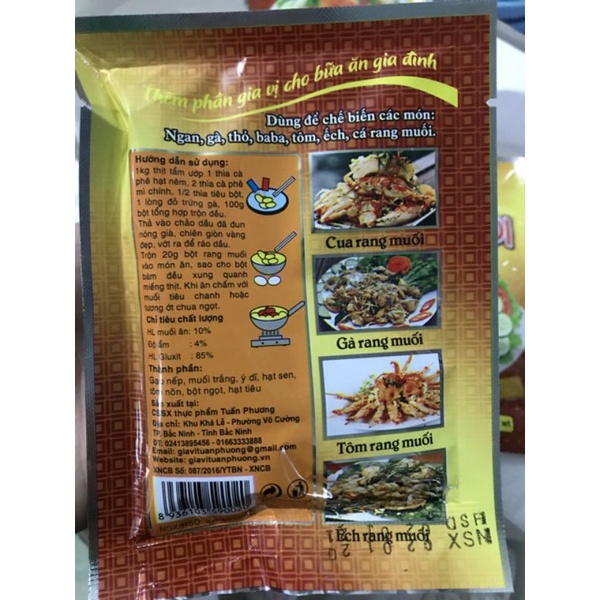 Thêm phần gia vị cho bữa ăn gia đình
Dùng để chế biến các món:
Ngan, gà, thỏ, baba, tôm, ếch, cá rang muối.
Hướng dẫn sử dụng:
1kg thịt tẩm ướp 1 thìa cà
phê hạt nêm, 2 thìa cà phê
mì chính, 1/2 thìa tiêu bột,
1 lòng đỏ trứng gà, 100g
bột tổng hợp trộn đều.
Thả vào chảo dầu đã đun
nóng già, chiên giòn vàng
đẹp, vớt ra để ráo dầu.
Trộn 20g bột rang muối
vào món ăn, sao cho bột
bám đều xung quanh
miếng thịt. Khi ăn chấm với
muối tiêu chanh hoặc
tương ớt chua ngọt.
Chỉ tiêu chất lượng
HL muối ăn: 10%
Độ ẩm : 4%
HL Gluxit : 85%
Thành phần:
Gạo nếp, muối trắng, ý dĩ, hạt sen,
tôm nõn, bột ngọt, hạt tiêu
Sản xuất tại:
CSSX thực phẩm Tuấn Phương
Địa chỉ: Khu Khả Lễ - Phường Võ Cường
TP. Bắc Ninh - Tỉnh Bắc Ninh
ĐT: 02413895456 - 01663333888
Email: giavituanphuong@gmail.com
Website: giavituanphuong.vn
XNCB Số: 087/2016/YTBN - XNCB
Cua rang muối
Gà rang muối
Tôm rang muối
Ếch rang muối
NSX
HSD